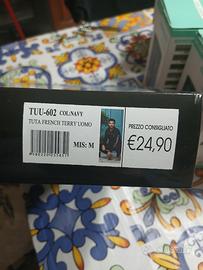 TUU-602 COL:NAVY
TUTA FRENCH TERRY UOMO
MIS: M
PREZZO CONSIGLIATO
€24,90